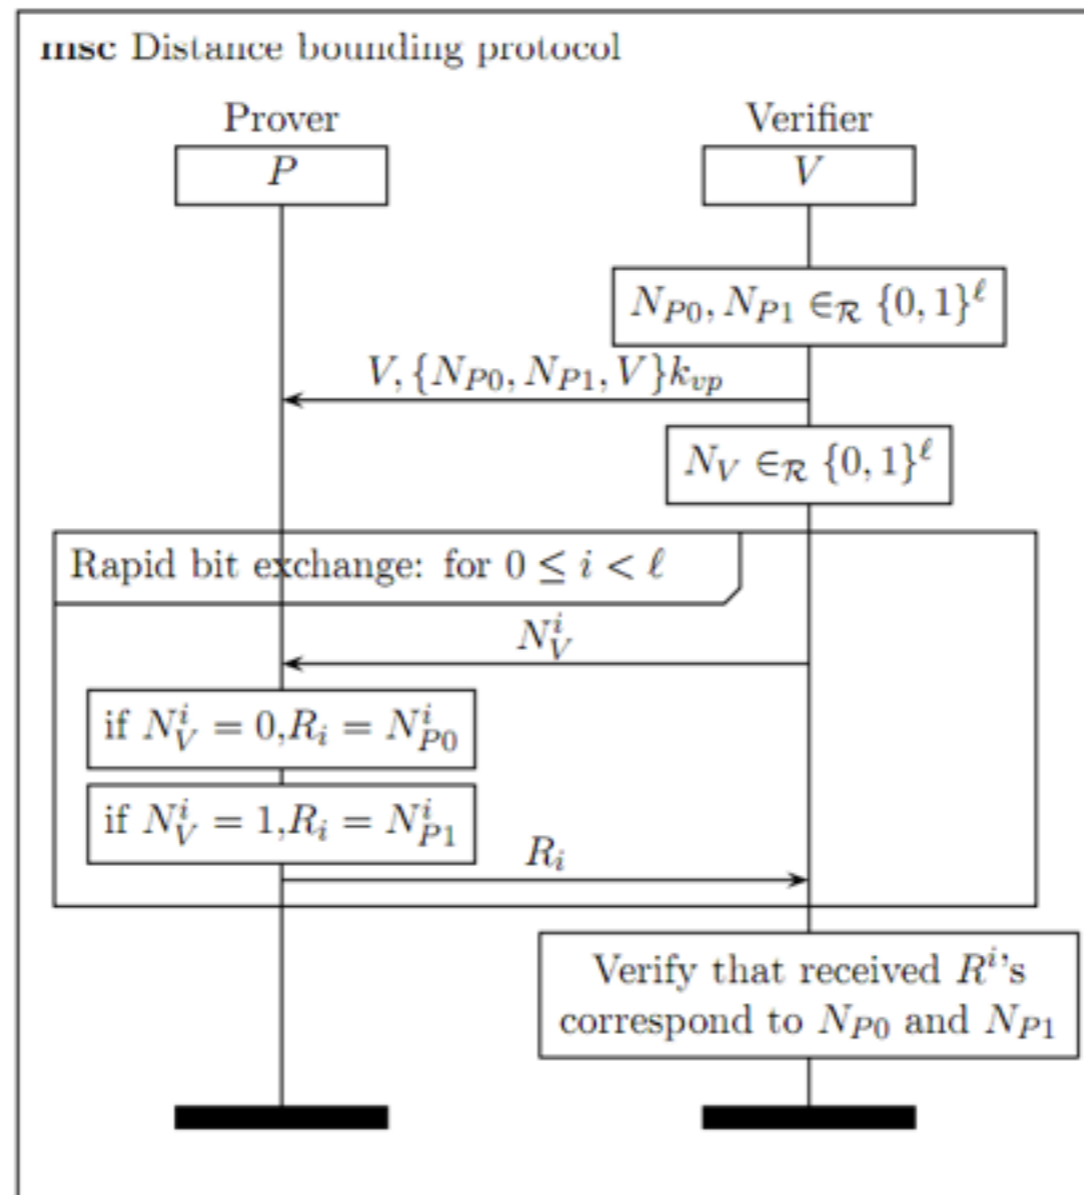 msc Distance bounding protocol
Prover Verifier
P V
N_{P0}, N_{P1} ∈_R {0, 1}^ℓ
V, {N_{P0}, N_{P1}, V}k_{vp}
N_V ∈_R {0, 1}^ℓ
Rapid bit exchange: for 0 ≤ i < ℓ
N_V^i
if N_V^i = 0,R_i = N_{P0}^i
if N_V^i = 1,R_i = N_{P1}^i
R_i
Verify that received R^i's
correspond to N_{P0} and N_{P1}